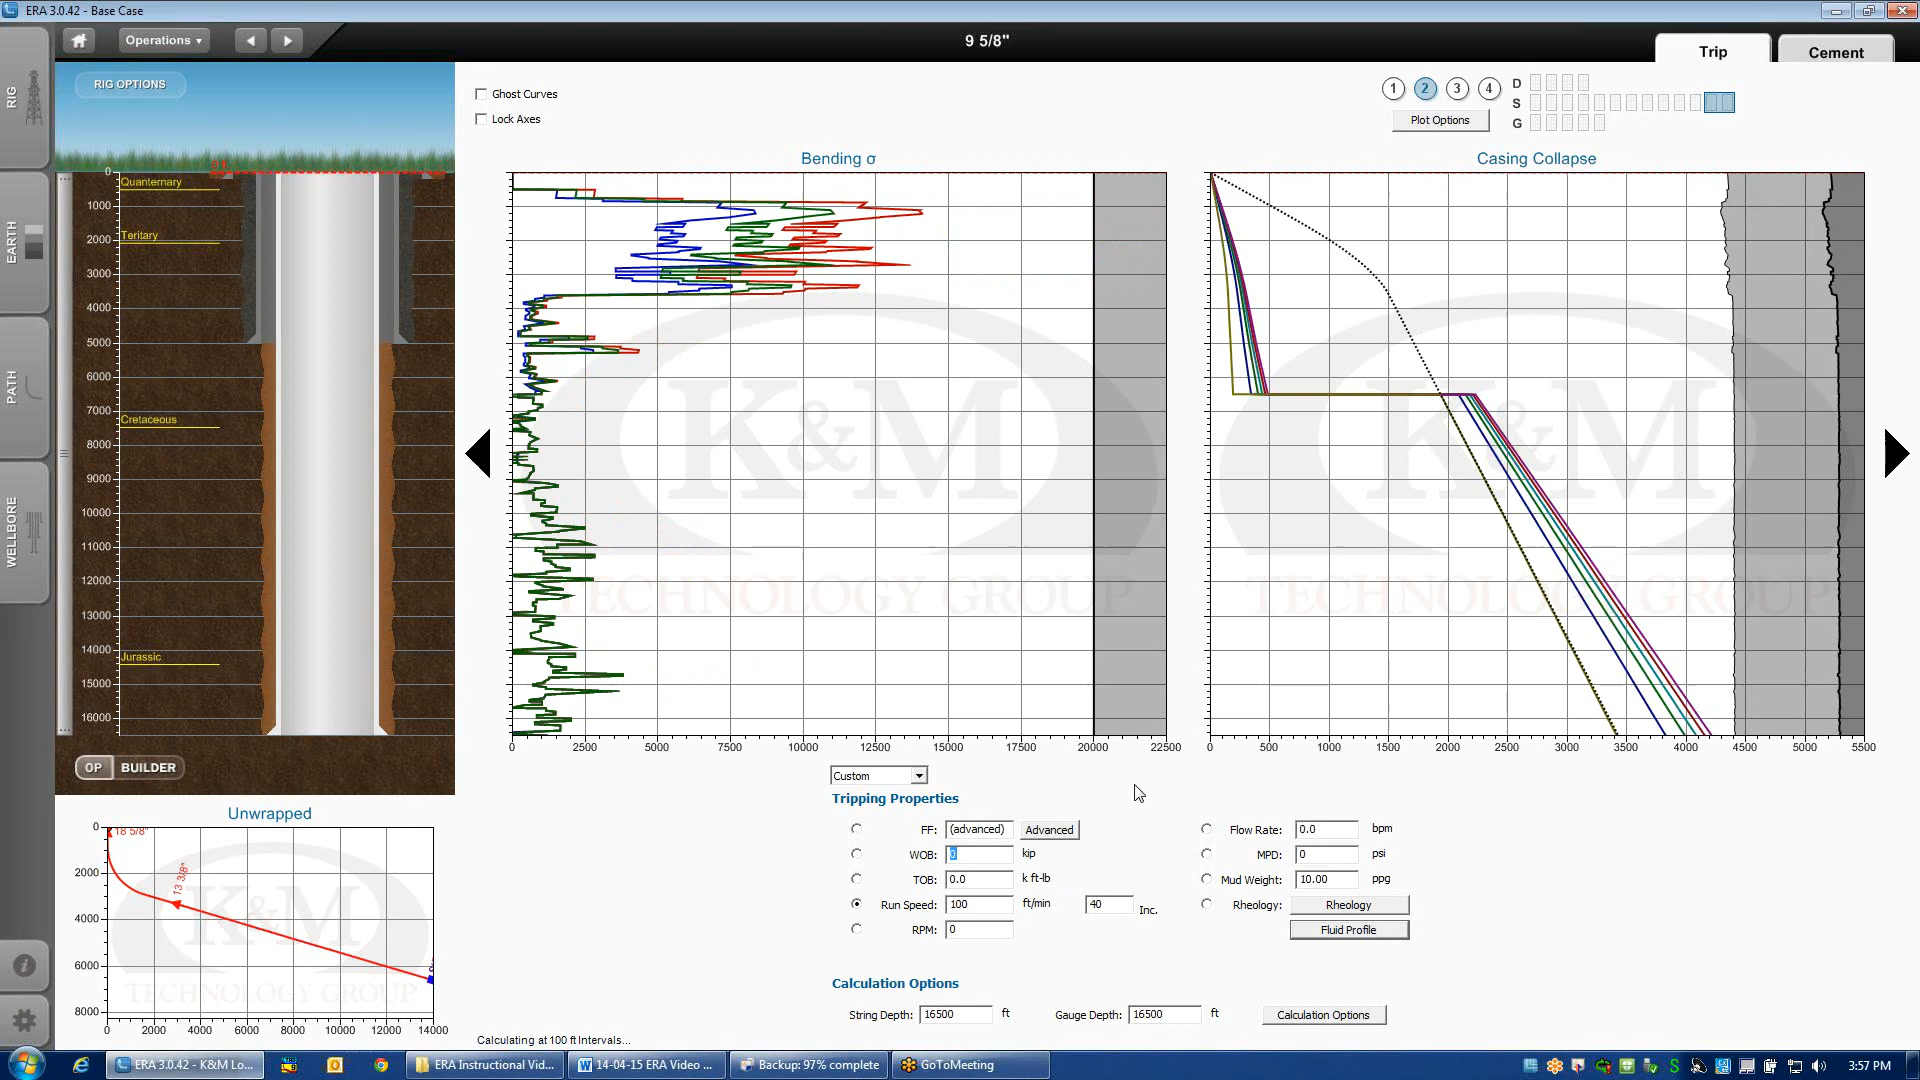 ERA 3.0.42 - Base Case
Operations
9 5/8"
Trip
Cement
RIG
EARTH
PATH
WELLBORE
RIG OPTIONS
Ghost Curves
Lock Axes
1 2 3 4
D
S
G
Plot Options
Bending σ
Casing Collapse
0
1000
2000
3000
4000
5000
6000
7000
8000
9000
10000
11000
12000
13000
14000
15000
16000
Quanternary
Teritary
Cretaceous
Jurassic
K&M
TECHNOLOGY GROUP
K&M
TECHNOLOGY GROUP
0 2500 5000 7500 10000 12500 15000 17500 20000 22500
0 500 1000 1500 2000 2500 3000 3500 4000 4500 5000 5500
OP BUILDER
Unwrapped
0
2000
4000
6000
8000
18 5/8"
13 3/8"
K&M
TECHNOLOGY GROUP
0 2000 4000 6000 8000 10000 12000 14000
Custom
Tripping Properties
FF: (advanced) Advanced
WOB: 0 kip
TOB: 0.0 k ft-lb
Run Speed: 100 ft/min 40 Inc.
RPM: 0
Flow Rate: 0.0 bpm
MPD: 0 psi
Mud Weight: 10.00 ppg
Rheology: Rheology
Fluid Profile
Calculation Options
String Depth: 16500 ft Gauge Depth: 16500 ft Calculation Options
Calculating at 100 ft Intervals...
ERA 3.0.42 - K&M Lo...
ERA Instructional Vid...
14-04-15 ERA Video ...
Backup: 97% complete
GoToMeeting
3:57 PM